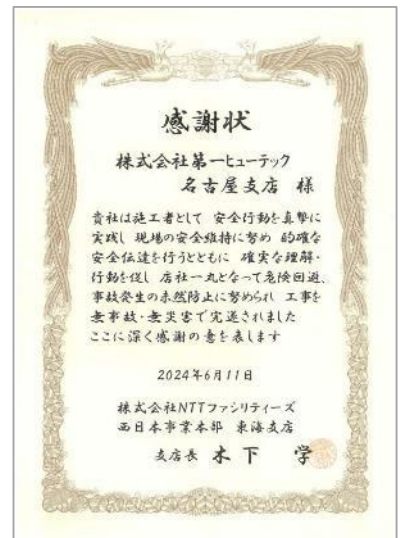 感謝状
株式会社第一ヒューテック
名古屋支店 様
貴社は施工者として 安全行動を真摯に
実践し 現場の安全維持に努め 的確な
安全伝達を行うとともに 確実な理解・
行動を促し 店社一丸となって危険回避、
事故発生の未然防止に努められ 工事を
無事故・無災害で完遂されました
ここに深く感謝の意を表します
2024年6月11日
株式会社NTTファシリティーズ
西日本事業本部 東海支店
支店長 木下 学